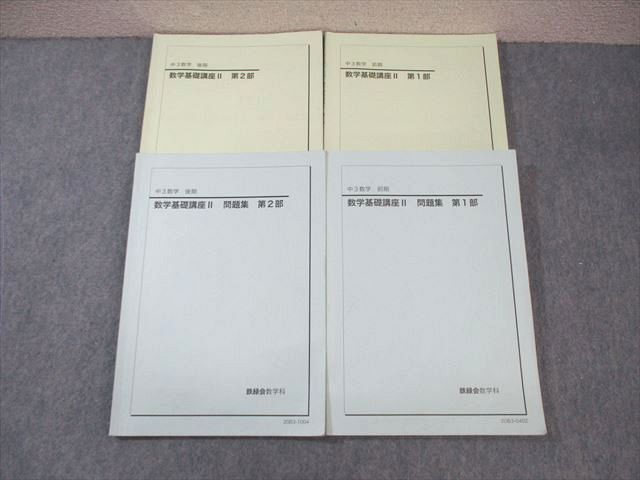 中3数学 後期
数学基礎講座Ⅱ 第2部
中3数学 前期
数学基礎講座Ⅱ 第1部
中3数学 後期
数学基礎講座Ⅱ 問題集 第2部
鉄緑会数学科
20B3-1004
中3数学 前期
数学基礎講座Ⅱ 問題集 第1部
鉄緑会数学科
20B3-0402